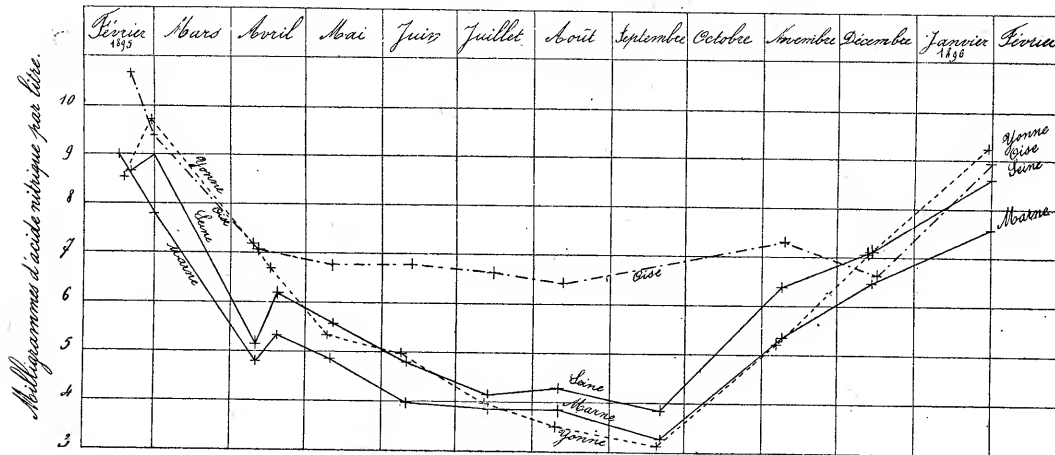 Février Mars Avril Mai Juin Juillet Août Septembre Octobre Novembre Décembre Janvier Février
1895 1896
Milligrammes d'acide nitrique par litre.
10
9
8
7
6
5
4
3
Yonne
Oise
Seine
Marne
Oise
Seine
Marne
Yonne
Yonne
Oise
Seine
Marne